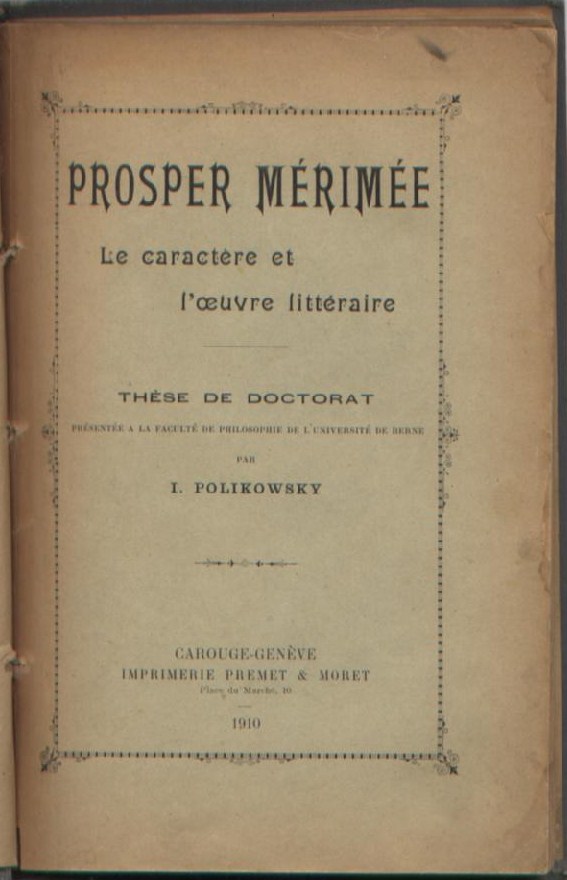 PROSPER MÉRIMÉE
Le caractère et
l'œuvre littéraire
THÈSE DE DOCTORAT
PRÉSENTÉE A LA FACULTÉ DE PHILOSOPHIE DE L'UNIVERSITÉ DE BERNE
PAR
I. POLIKOWSKY
CAROUGE-GENÈVE
IMPRIMERIE PREMET & MORET
Place du Marché, 10
1910